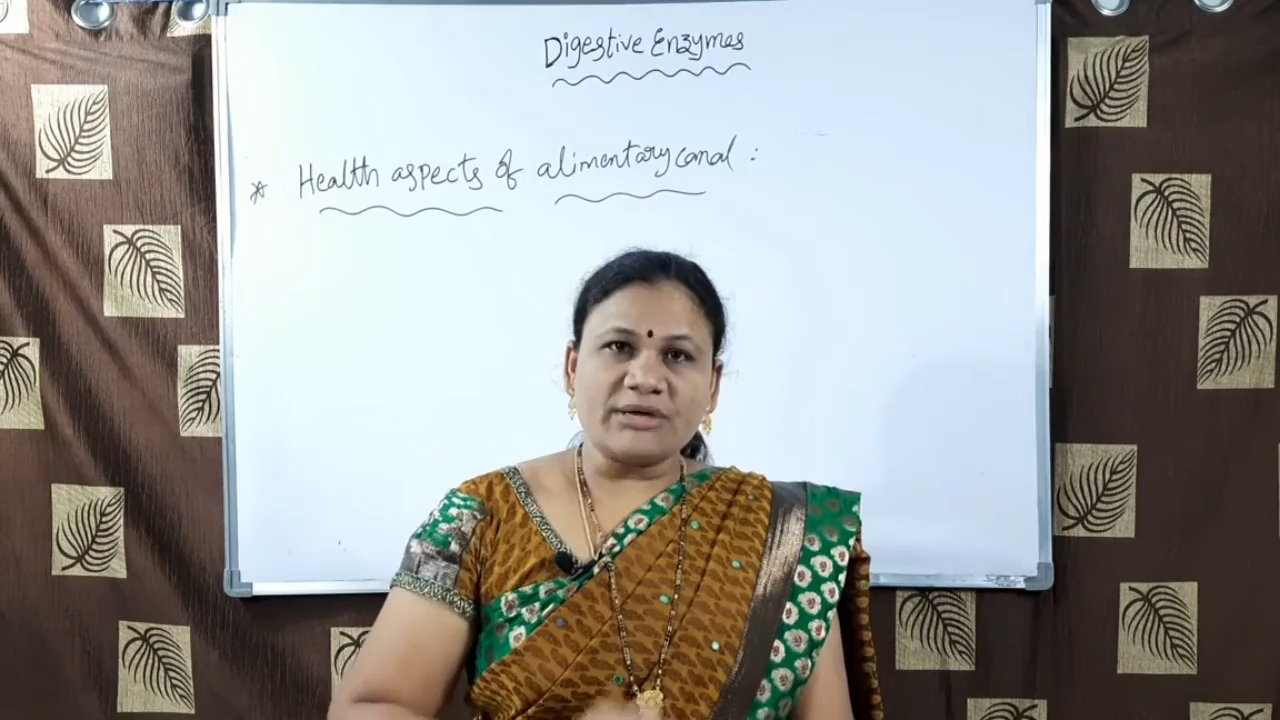 Digestive Enzymes
* Health aspects of alimentary canal :